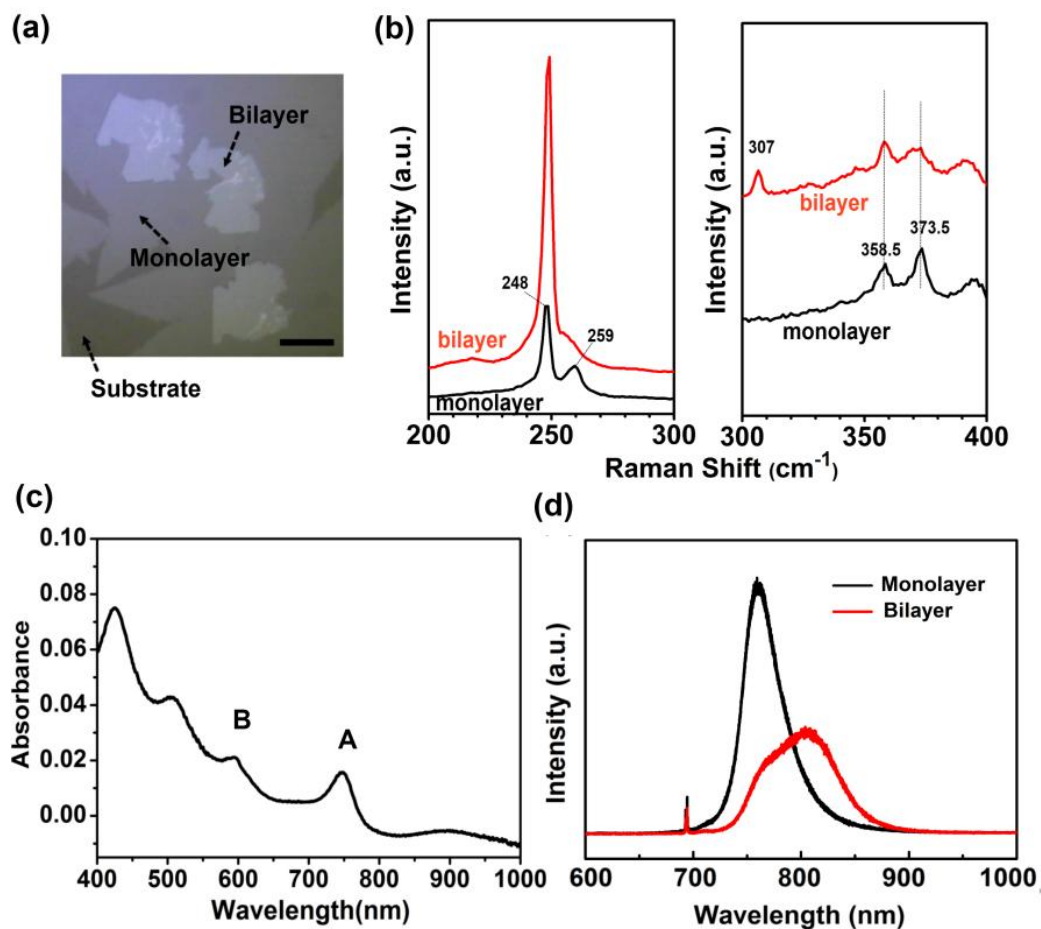 (a)
Bilayer
Monolayer
Substrate
(b)
Intensity (a.u.)
248
259
bilayer
monolayer
200 250 300
Intensity (a.u.)
307
bilayer
358.5
373.5
monolayer
300 350 400
Raman Shift (cm⁻¹)
(c)
Absorbance
0.10
0.08
0.06
0.04
0.02
0.00
B
A
400 500 600 700 800 900 1000
Wavelength(nm)
(d)
Intensity (a.u.)
Monolayer
Bilayer
600 700 800 900 1000
Wavelength (nm)